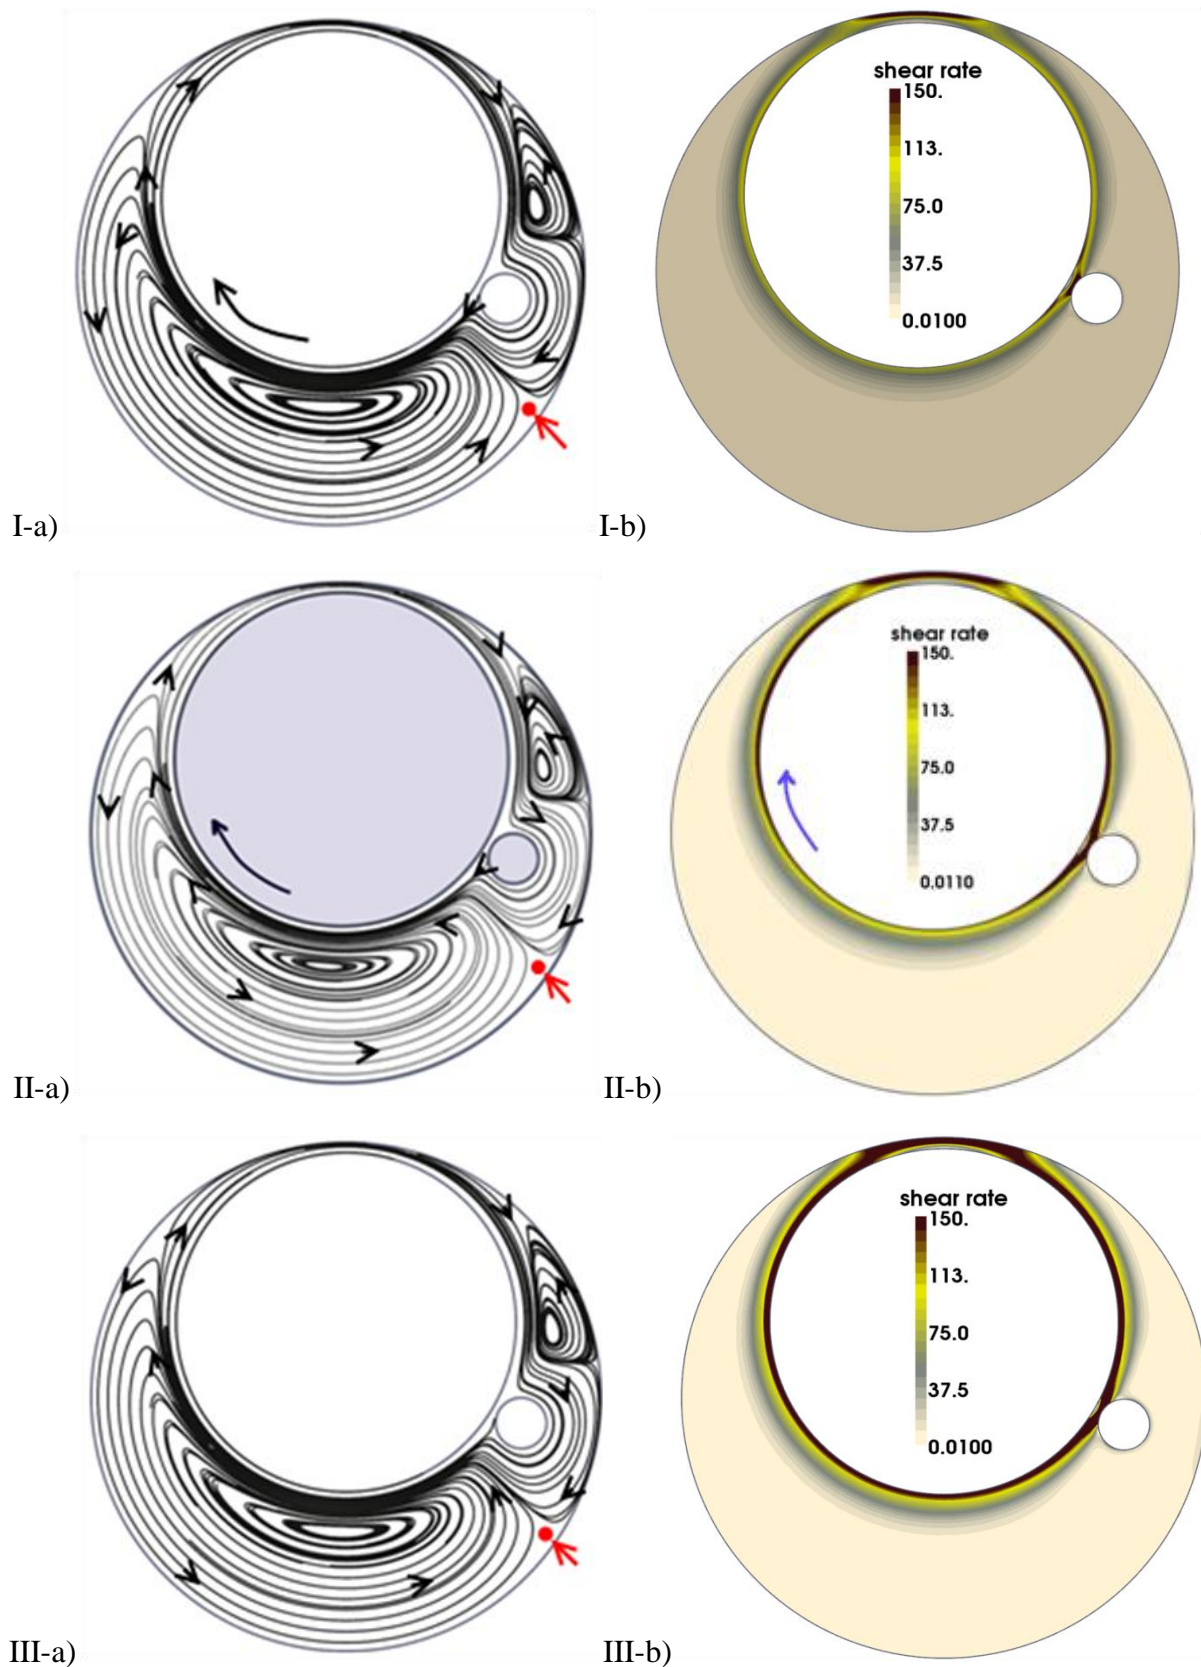 shear rate
150.
113.
75.0
37.5
0.0100
I-a)
I-b)
shear rate
150.
113.
75.0
37.5
0.0110
II-a)
II-b)
shear rate
150.
113.
75.0
37.5
0.0100
III-a)
III-b)